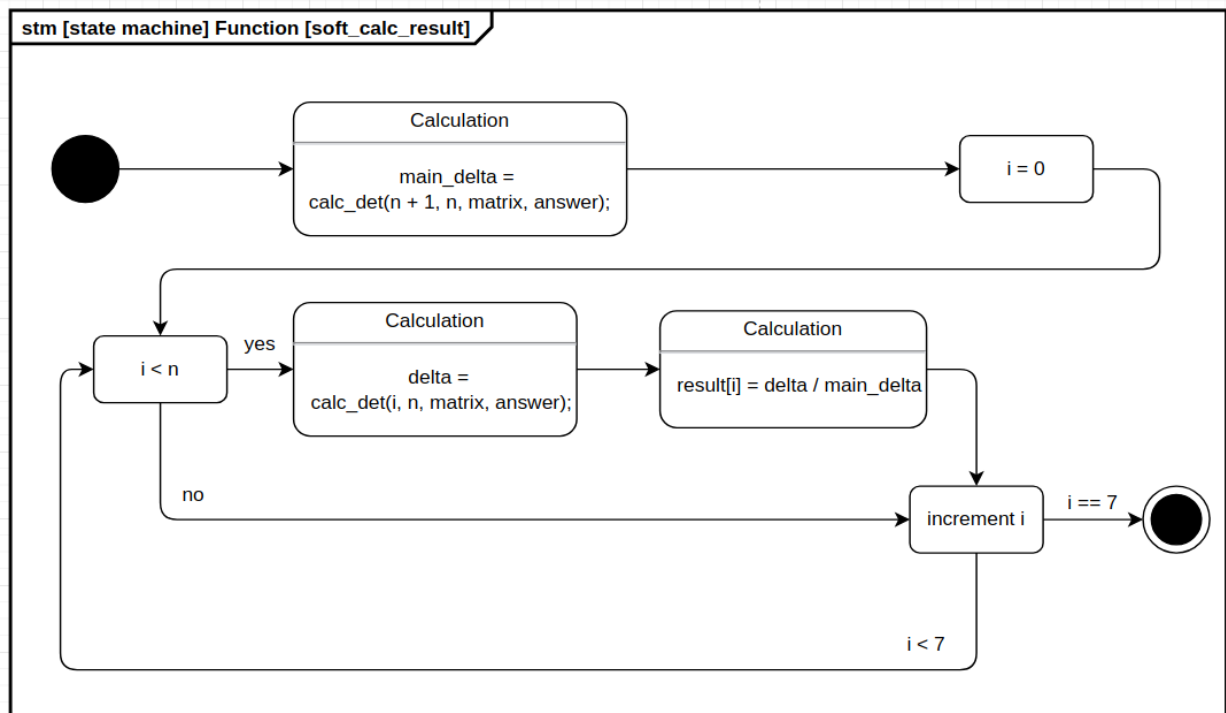 stm [state machine] Function [soft_calc_result]
Calculation
main_delta =
calc_det(n + 1, n, matrix, answer);
i = 0
i < n
yes
Calculation
delta =
calc_det(i, n, matrix, answer);
Calculation
result[i] = delta / main_delta
no
increment i
i == 7
i < 7